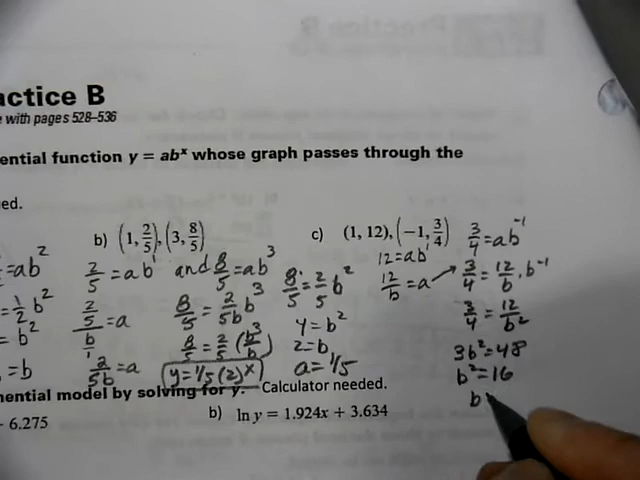 actice B
with pages 528–536
ential function y = ab^x whose graph passes through the
ed.
b) (1, 2/5), (3, 8/5)
c) (1, 12), (-1, 3/4)
3/4 = ab^-1
= ab^2
2/5 = ab^1 and 8/5 = ab^3
12 = ab^1
= 1/2 b^2
2/5 / b/1 = a
8/5 = 2/5b b^3
8/5 = 2/5 b^2
12/b = a
3/4 = 12/b · b^-1
= b^2
8/5 = 2/5 (b^3/b)
4 = b^2
3/4 = 12/b^2
= b
2/5b = a
y = 1/5 (2)^x
2 = b
a = 1/5
3b^2 = 48
b^2 = 16
b
nential model by solving for y. Calculator needed.
- 6.275
b) ln y = 1.924x + 3.634